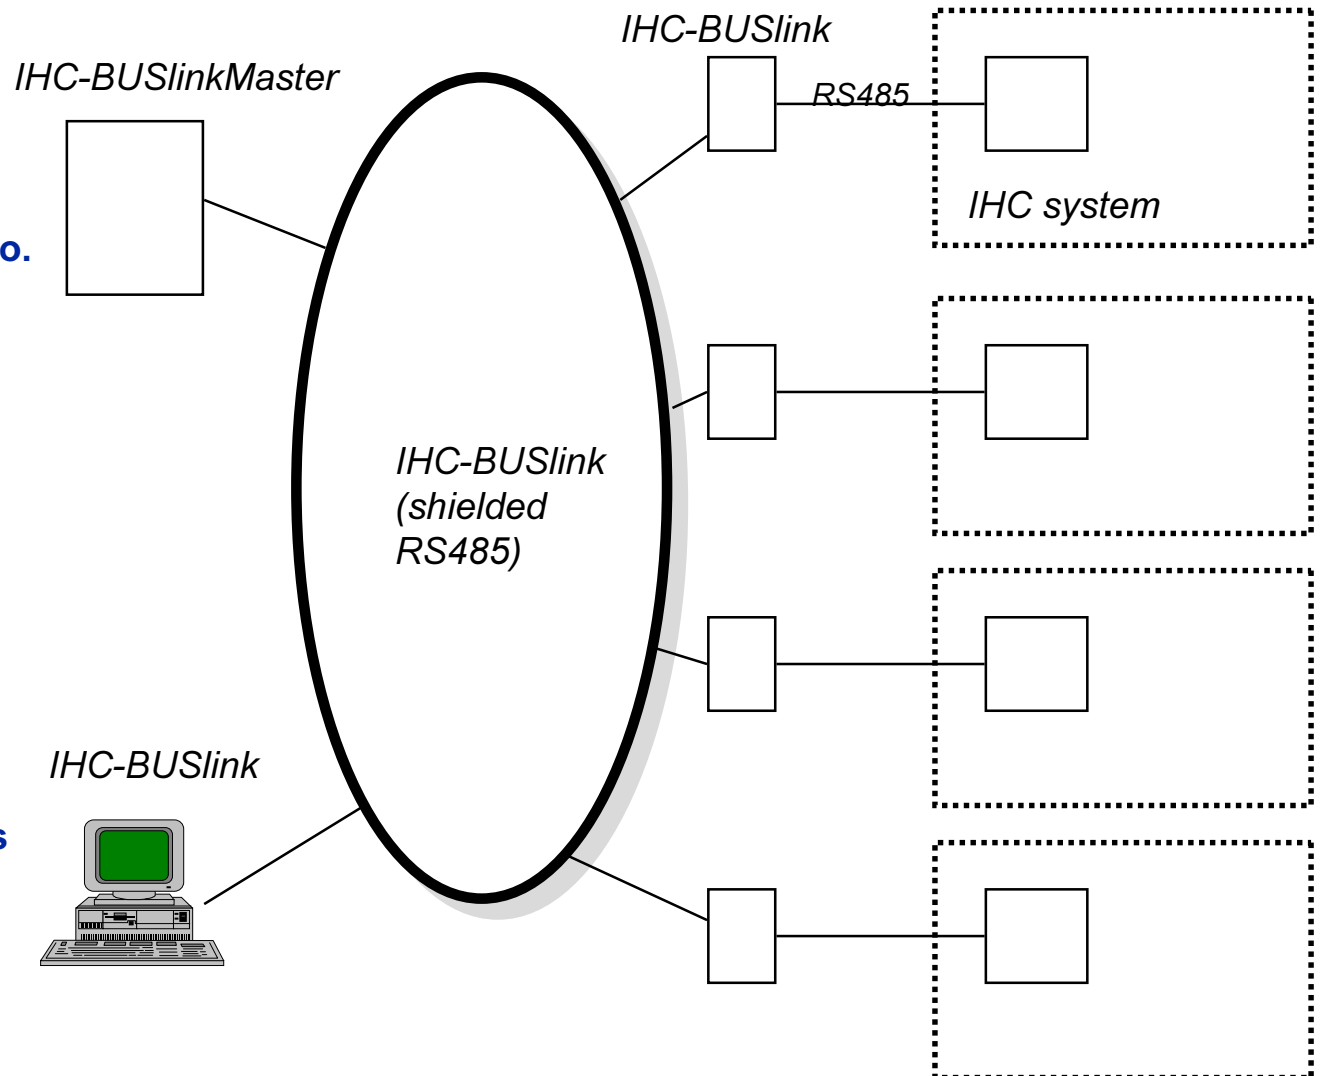 IHC-BUSlink
IHC-BUSlinkMaster
RS485
IHC system
o.
IHC-BUSlink
(shielded
RS485)
IHC-BUSlink
s